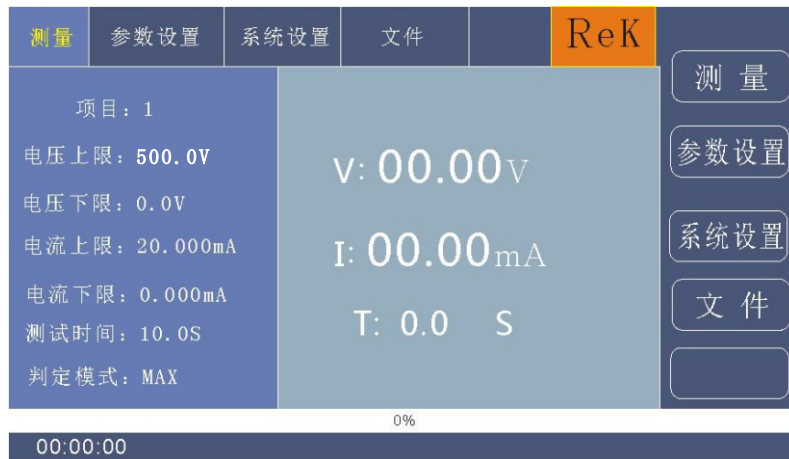 测量 参数设置 系统设置 文件 ReK
项目：1
电压上限：500.0V
电压下限：0.0V
电流上限：20.000mA
电流下限：0.000mA
测试时间：10.0S
判定模式：MAX
V: 00.00V
I: 00.00mA
T: 0.0 S
测 量
参数设置
系统设置
文 件
0%
00:00:00